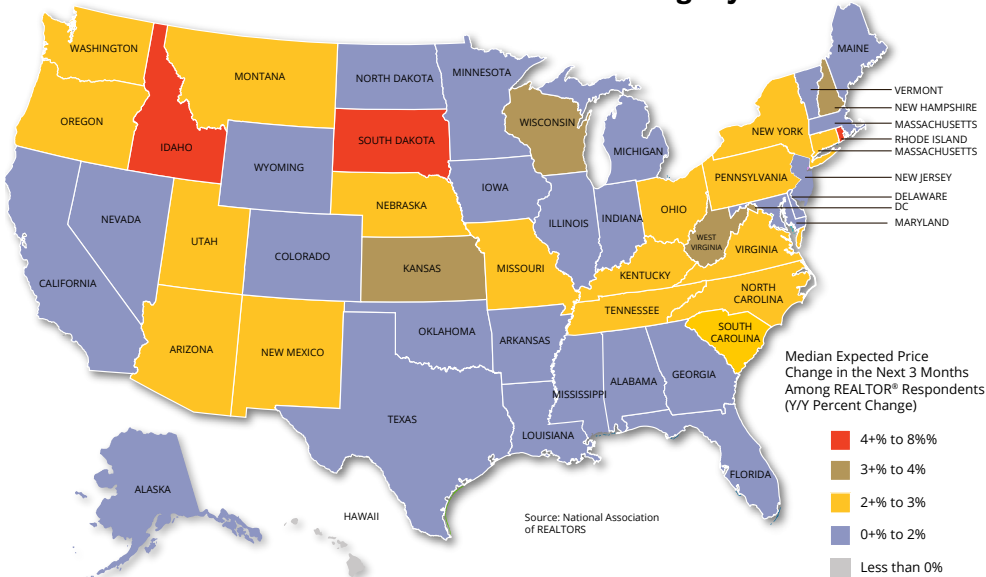 WASHINGTON
MONTANA
NORTH DAKOTA
MINNESOTA
MAINE
OREGON
IDAHO
SOUTH DAKOTA
WISCONSIN
MICHIGAN
NEW YORK
VERMONT
NEW HAMPSHIRE
MASSACHUSETTS
RHODE ISLAND
MASSACHUSETTS
NEW JERSEY
DELAWARE
DC
MARYLAND
WYOMING
NEBRASKA
IOWA
PENNSYLVANIA
NEVADA
UTAH
COLORADO
KANSAS
MISSOURI
ILLINOIS
INDIANA
OHIO
WEST
VIRGINIA
VIRGINIA
KENTUCKY
CALIFORNIA
ARIZONA
NEW MEXICO
OKLAHOMA
ARKANSAS
TENNESSEE
NORTH
CAROLINA
SOUTH
CAROLINA
TEXAS
LOUISIANA
MISSISSIPPI
ALABAMA
GEORGIA
FLORIDA
ALASKA
HAWAII
Source: National Association
of REALTORS
Median Expected Price
Change in the Next 3 Months
Among REALTOR® Respondents
(Y/Y Percent Change)
4+% to 8%%
3+% to 4%
2+% to 3%
0+% to 2%
Less than 0%